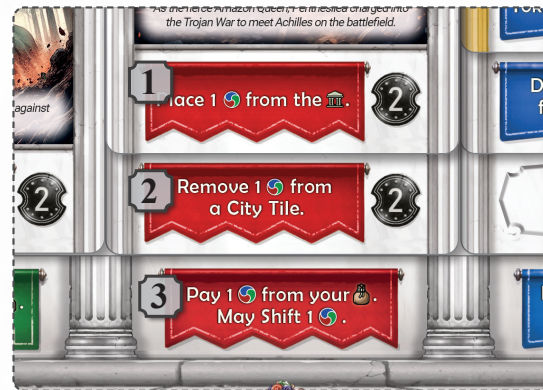 "As the fierce Amazon Queen, Penthesilea charged into
the Trojan War to meet Achilles on the battlefield.
against
1
Place 1 from the .
2
2
Remove 1 from
a City Tile.
2
2
3
Pay 1 from your .
May Shift 1 .
D
f